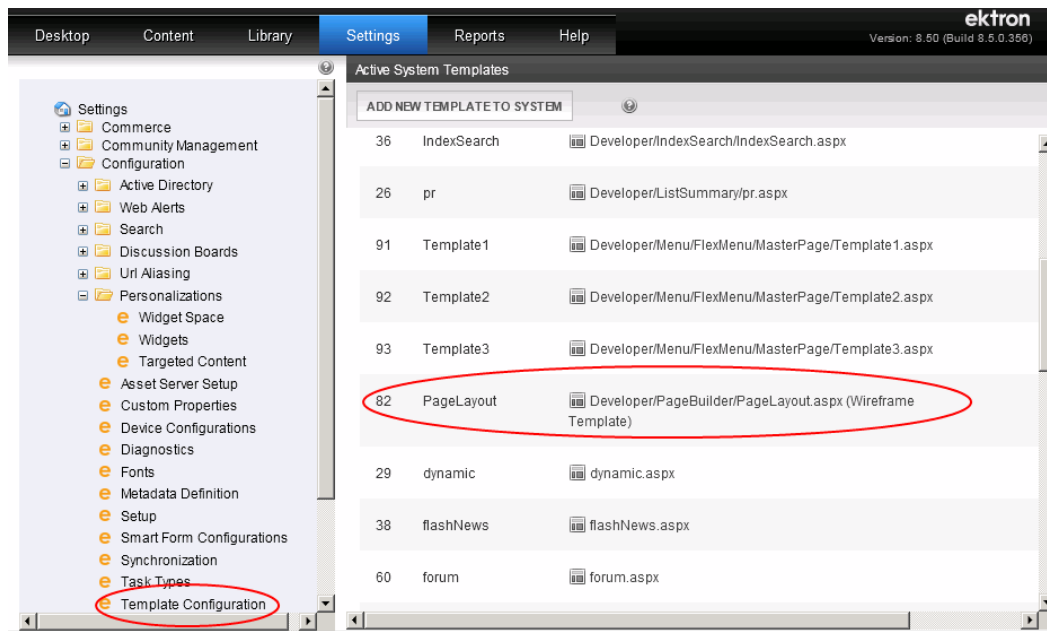 ektron
Desktop Content Library Settings Reports Help
Version: 8.50 (Build 8.5.0.356)
Settings
Commerce
Community Management
Configuration
Active Directory
Web Alerts
Search
Discussion Boards
Url Aliasing
Personalizations
Widget Space
Widgets
Targeted Content
Asset Server Setup
Custom Properties
Device Configurations
Diagnostics
Fonts
Metadata Definition
Setup
Smart Form Configurations
Synchronization
Task Types
Template Configuration
Active System Templates
ADD NEW TEMPLATE TO SYSTEM
36 IndexSearch Developer/IndexSearch/IndexSearch.aspx
26 pr Developer/ListSummary/pr.aspx
91 Template1 Developer/Menu/FlexMenu/MasterPage/Template1.aspx
92 Template2 Developer/Menu/FlexMenu/MasterPage/Template2.aspx
93 Template3 Developer/Menu/FlexMenu/MasterPage/Template3.aspx
82 PageLayout Developer/PageBuilder/PageLayout.aspx (Wireframe
Template)
29 dynamic dynamic.aspx
38 flashNews flashNews.aspx
60 forum forum.aspx